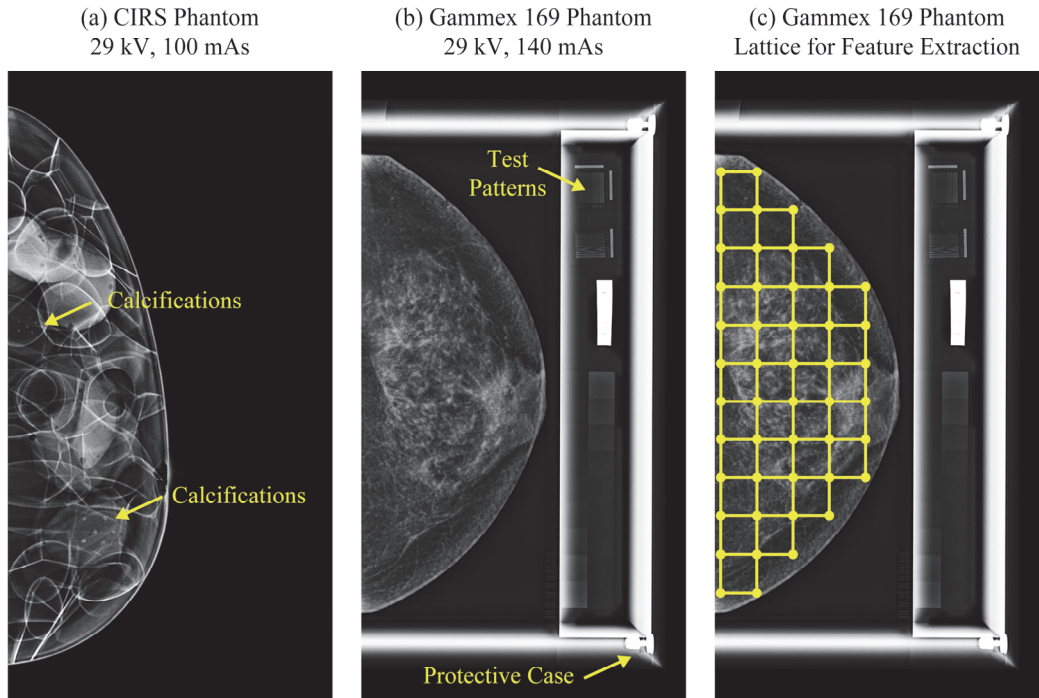 (a) CIRS Phantom
29 kV, 100 mAs
(b) Gammex 169 Phantom
29 kV, 140 mAs
(c) Gammex 169 Phantom
Lattice for Feature Extraction
Calcifications
Calcifications
Test
Patterns
Protective Case